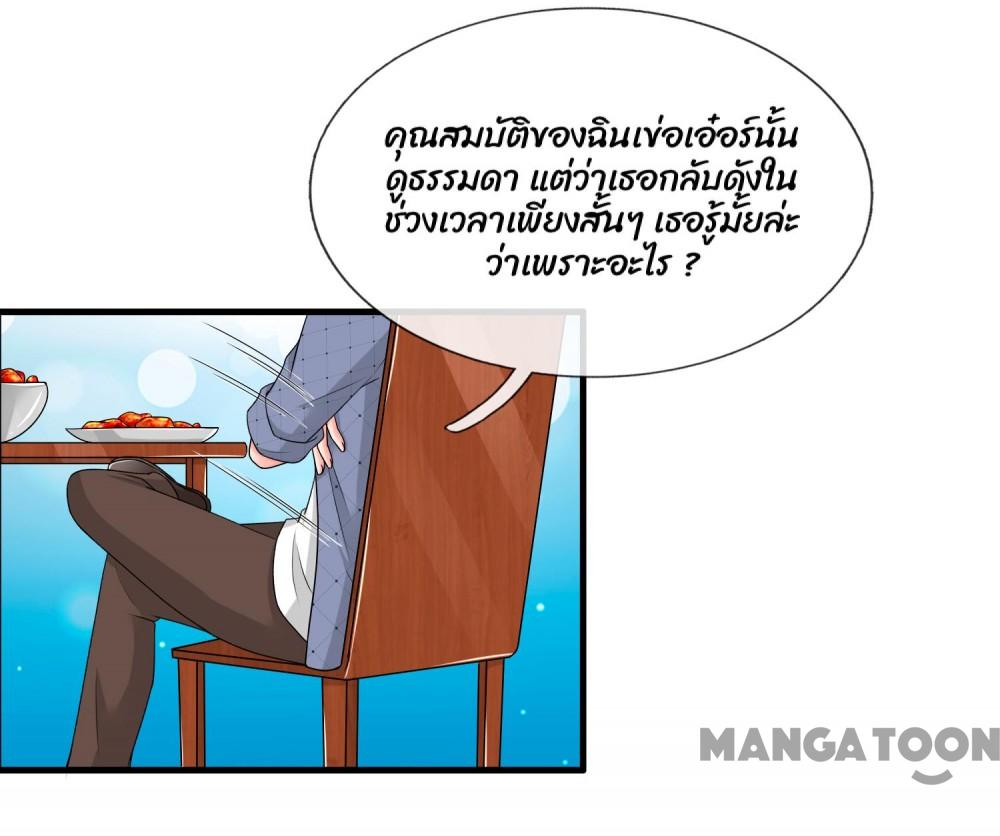 คุณสมบัติของฉินเข่อเอ๋อร์นั้น
ดูธรรมดา แต่ว่าเธอกลับดังใน
ช่วงเวลาเพียงสั้นๆ เธอรู้มั้ยล่ะ
ว่าเพราะอะไร ?
MANGATOON